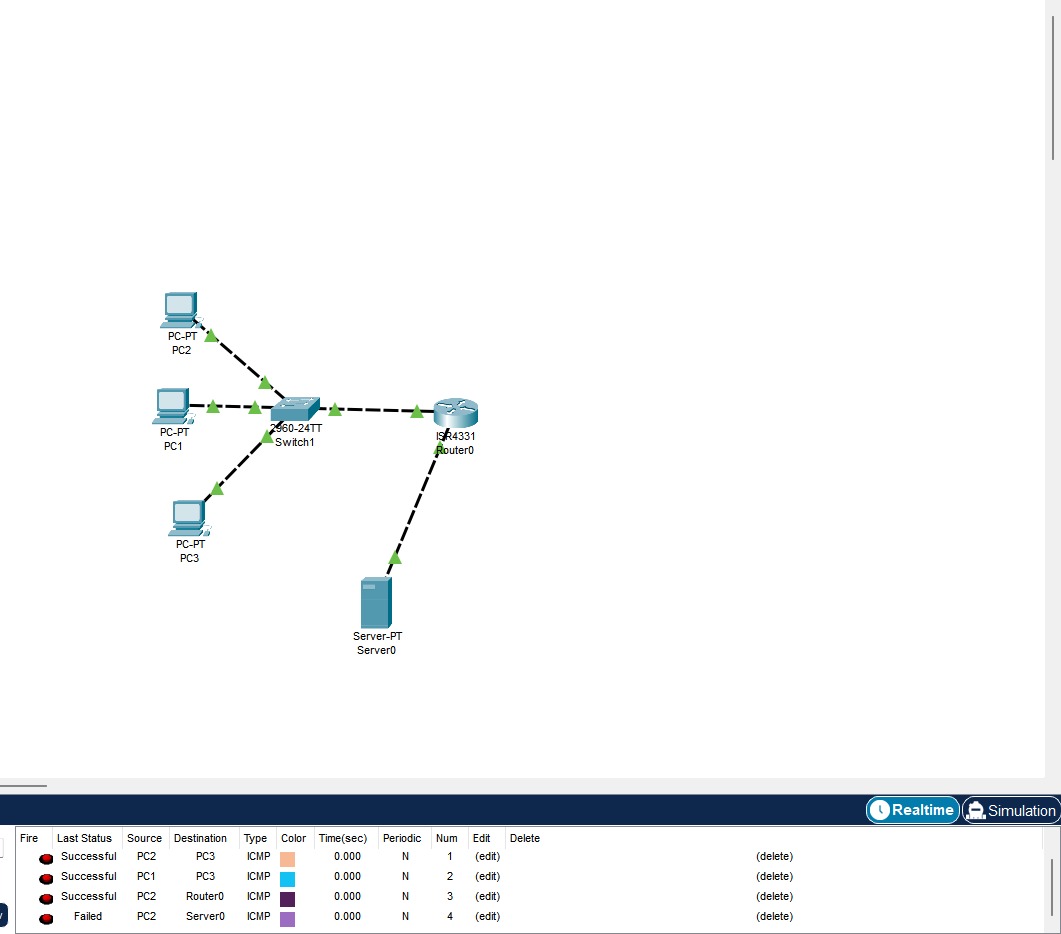 PC-PT
PC2
PC-PT
PC1
2960-24TT
Switch1
ISR4331
Router0
PC-PT
PC3
Server-PT
Server0
Realtime
Simulation
Fire Last Status Source Destination Type Color Time(sec) Periodic Num Edit Delete
Successful PC2 PC3 ICMP 0.000 N 1 (edit) (delete)
Successful PC1 PC3 ICMP 0.000 N 2 (edit) (delete)
Successful PC2 Router0 ICMP 0.000 N 3 (edit) (delete)
Failed PC2 Server0 ICMP 0.000 N 4 (edit) (delete)